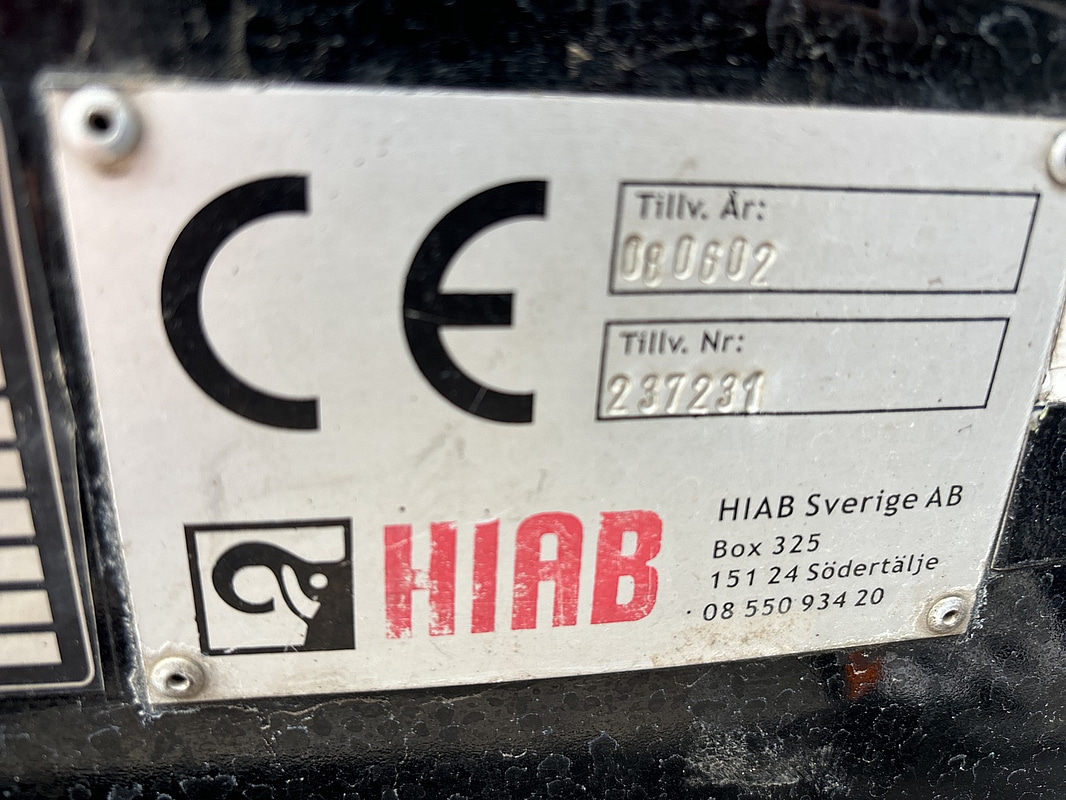 CE
Tillv. År:
080602
Tillv. Nr:
237231
HIAB
HIAB Sverige AB
Box 325
151 24 Södertälje
08 550 934 20